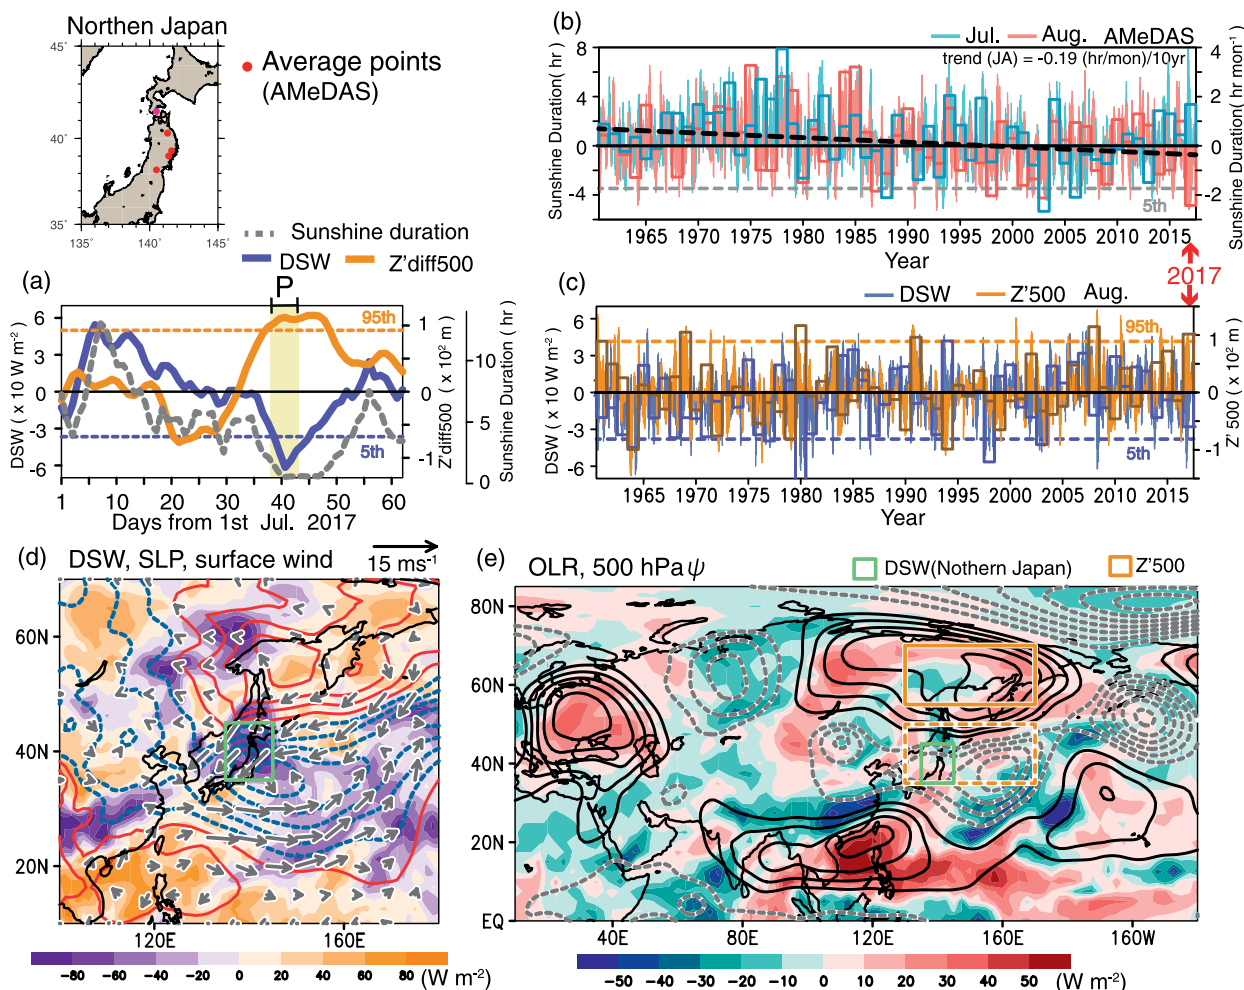 Northen Japan
45°
40°
35°
135° 140° 145°
Average points
(AMeDAS)
Sunshine duration
DSW Z'diff500
(a)
P
DSW ( x 10 W m-2)
6
3
0
-3
-6
95th
5th
1 10 20 30 40 50 60
Days from 1st Jul. 2017
1
0
-1
Z'diff500 ( x 10² m )
10
5
0
Sunshine Duration ( hr)
(b)
Jul. Aug. AMeDAS
trend (JA) = -0.19 (hr/mon)/10yr
Sunshine Duration( hr)
8
4
0
-4
5th
4
2
0
-2
Sunshine Duration( hr mon-1)
1965 1970 1975 1980 1985 1990 1995 2000 2005 2010 2015
Year
2017
(c)
DSW Z'500 Aug.
DSW ( x 10 W m-2)
6
3
0
-3
-6
95th
5th
1
0
-1
Z' 500 ( x 10² m)
1965 1970 1975 1980 1985 1990 1995 2000 2005 2010 2015
Year
(d) DSW, SLP, surface wind
15 ms-1
60N
40N
20N
120E 160E
-80 -60 -40 -20 0 20 40 60 80 (W m-2)
(e) OLR, 500 hPa ψ
DSW(Nothern Japan) Z'500
80N
60N
40N
20N
EQ
40E 80E 120E 160E 160W
-50 -40 -30 -20 -10 0 10 20 30 40 50 (W m-2)